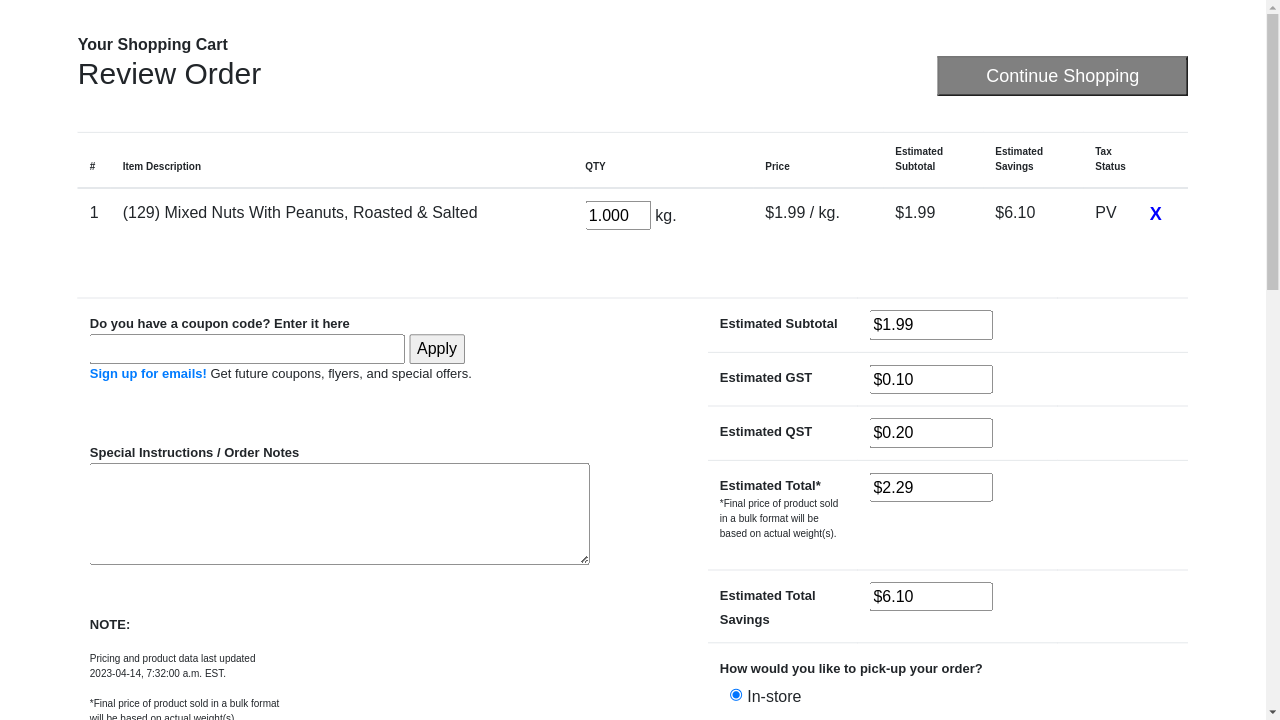 Your Shopping Cart
Review Order
Continue Shopping
# Item Description QTY Price Estimated Subtotal Estimated Savings Tax Status
1 (129) Mixed Nuts With Peanuts, Roasted & Salted 1.000 kg. $1.99 / kg. $1.99 $6.10 PV X
Do you have a coupon code? Enter it here
Apply
Sign up for emails! Get future coupons, flyers, and special offers.
Special Instructions / Order Notes
NOTE:
Pricing and product data last updated
2023-04-14, 7:32:00 a.m. EST.
*Final price of product sold in a bulk format
will be based on actual weight(s).
Estimated Subtotal $1.99
Estimated GST $0.10
Estimated QST $0.20
Estimated Total* $2.29
*Final price of product sold
in a bulk format will be
based on actual weight(s).
Estimated Total $6.10
Savings
How would you like to pick-up your order?
In-store